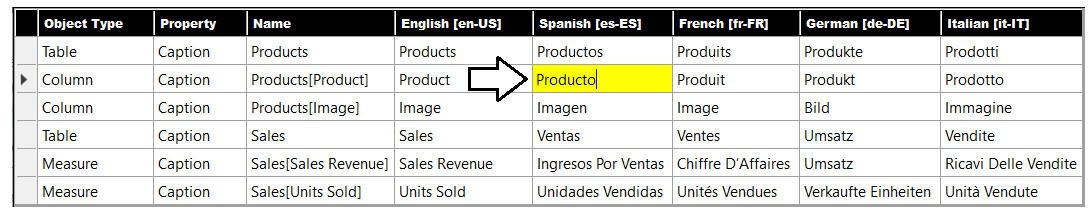 Object Type Property Name English [en-US] Spanish [es-ES] French [fr-FR] German [de-DE] Italian [it-IT]
Table Caption Products Products Productos Produits Produkte Prodotti
Column Caption Products[Product] Product Producto Produit Produkt Prodotto
Column Caption Products[Image] Image Imagen Image Bild Immagine
Table Caption Sales Sales Ventas Ventes Umsatz Vendite
Measure Caption Sales[Sales Revenue] Sales Revenue Ingresos Por Ventas Chiffre D'Affaires Umsatz Ricavi Delle Vendite
Measure Caption Sales[Units Sold] Units Sold Unidades Vendidas Unités Vendues Verkaufte Einheiten Unità Vendute